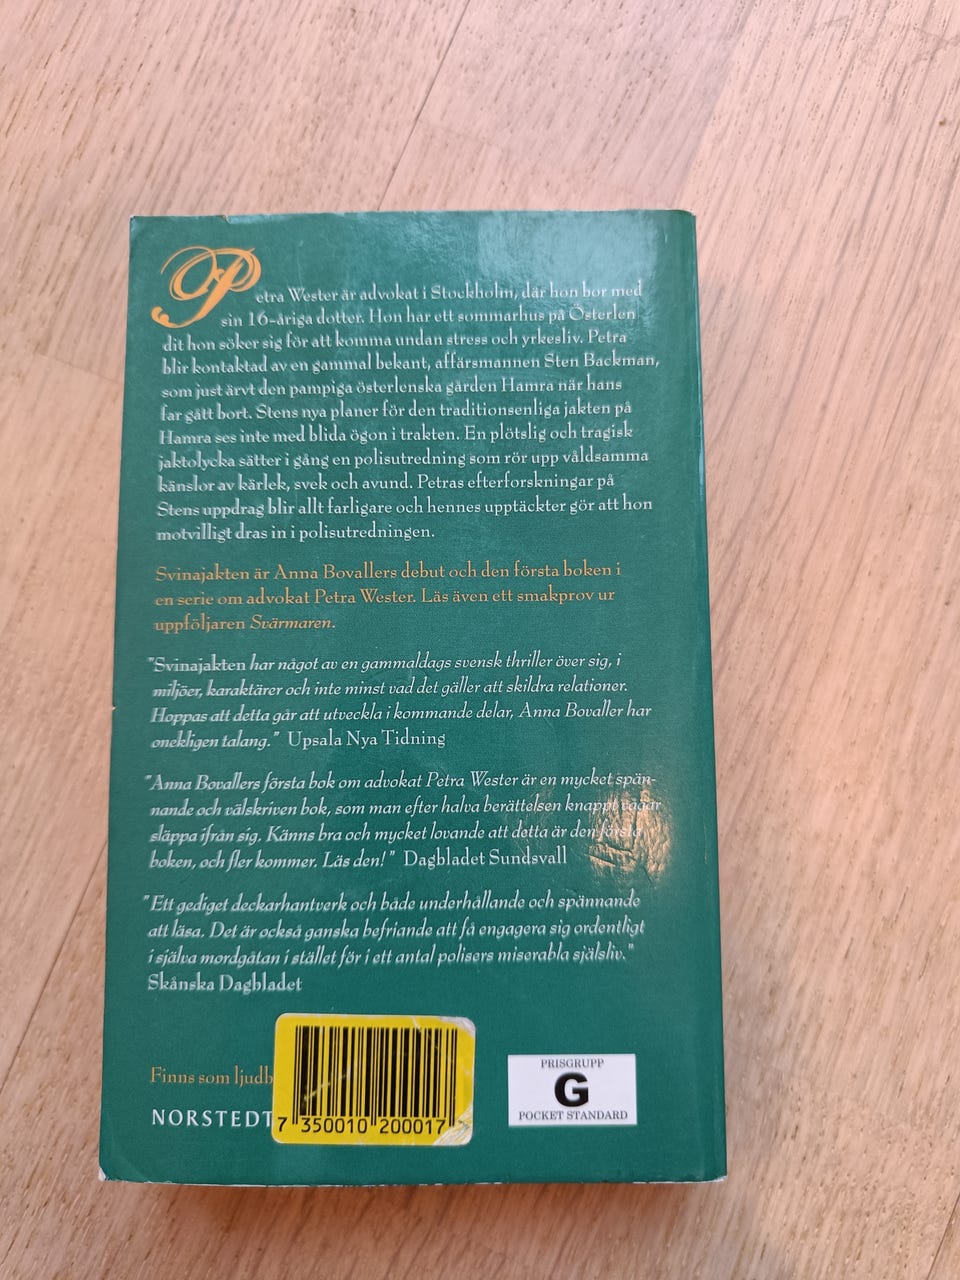 Petra Wester är advokat i Stockholm, där hon bor med
sin 16-åriga dotter. Hon har ett sommarhus på Österlen
dit hon söker sig för att komma undan stress och yrkesliv. Petra
blir kontaktad av en gammal bekant, affärsmannen Sten Backman,
som just ärvt den pampiga österlenska gården Hamra när hans
far gått bort. Stens nya planer för den traditionsenliga jakten på
Hamra ses inte med blida ögon i trakten. En plötslig och tragisk
jaktolycka sätter i gång en polisutredning som rör upp våldsamma
känslor av kärlek, svek och avund. Petras efterforskningar på
Stens uppdrag blir allt farligare och hennes upptäckter gör att hon
motvilligt dras in i polisutredningen.
Svinajakten är Anna Bovallers debut och den första boken i
en serie om advokat Petra Wester. Läs även ett smakprov ur
uppföljaren Svärmaren.
"Svinajakten har något av en gammaldags svensk thriller över sig, i
miljöer, karaktärer och inte minst vad det gäller att skildra relationer.
Hoppas att detta går att utveckla i kommande delar, Anna Bovaller har
onekligen talang." Upsala Nya Tidning
"Anna Bovallers första bok om advokat Petra Wester är en mycket spän-
nande och välskriven bok, som man efter halva berättelsen knappt vågar
släppa ifrån sig. Känns bra och mycket lovande att detta är den första
boken, och fler kommer. Läs den!" Dagbladet Sundsvall
"Ett gediget deckarhantverk och både underhållande och spännande
att läsa. Det är också ganska befriande att få engagera sig ordentligt
i själva mordgåtan i stället för i ett antal polisers miserabla själsliv."
Skånska Dagbladet
Finns som ljudb
NORSTEDT
7 350010 200017
PRISGRUPP
G
POCKET STANDARD